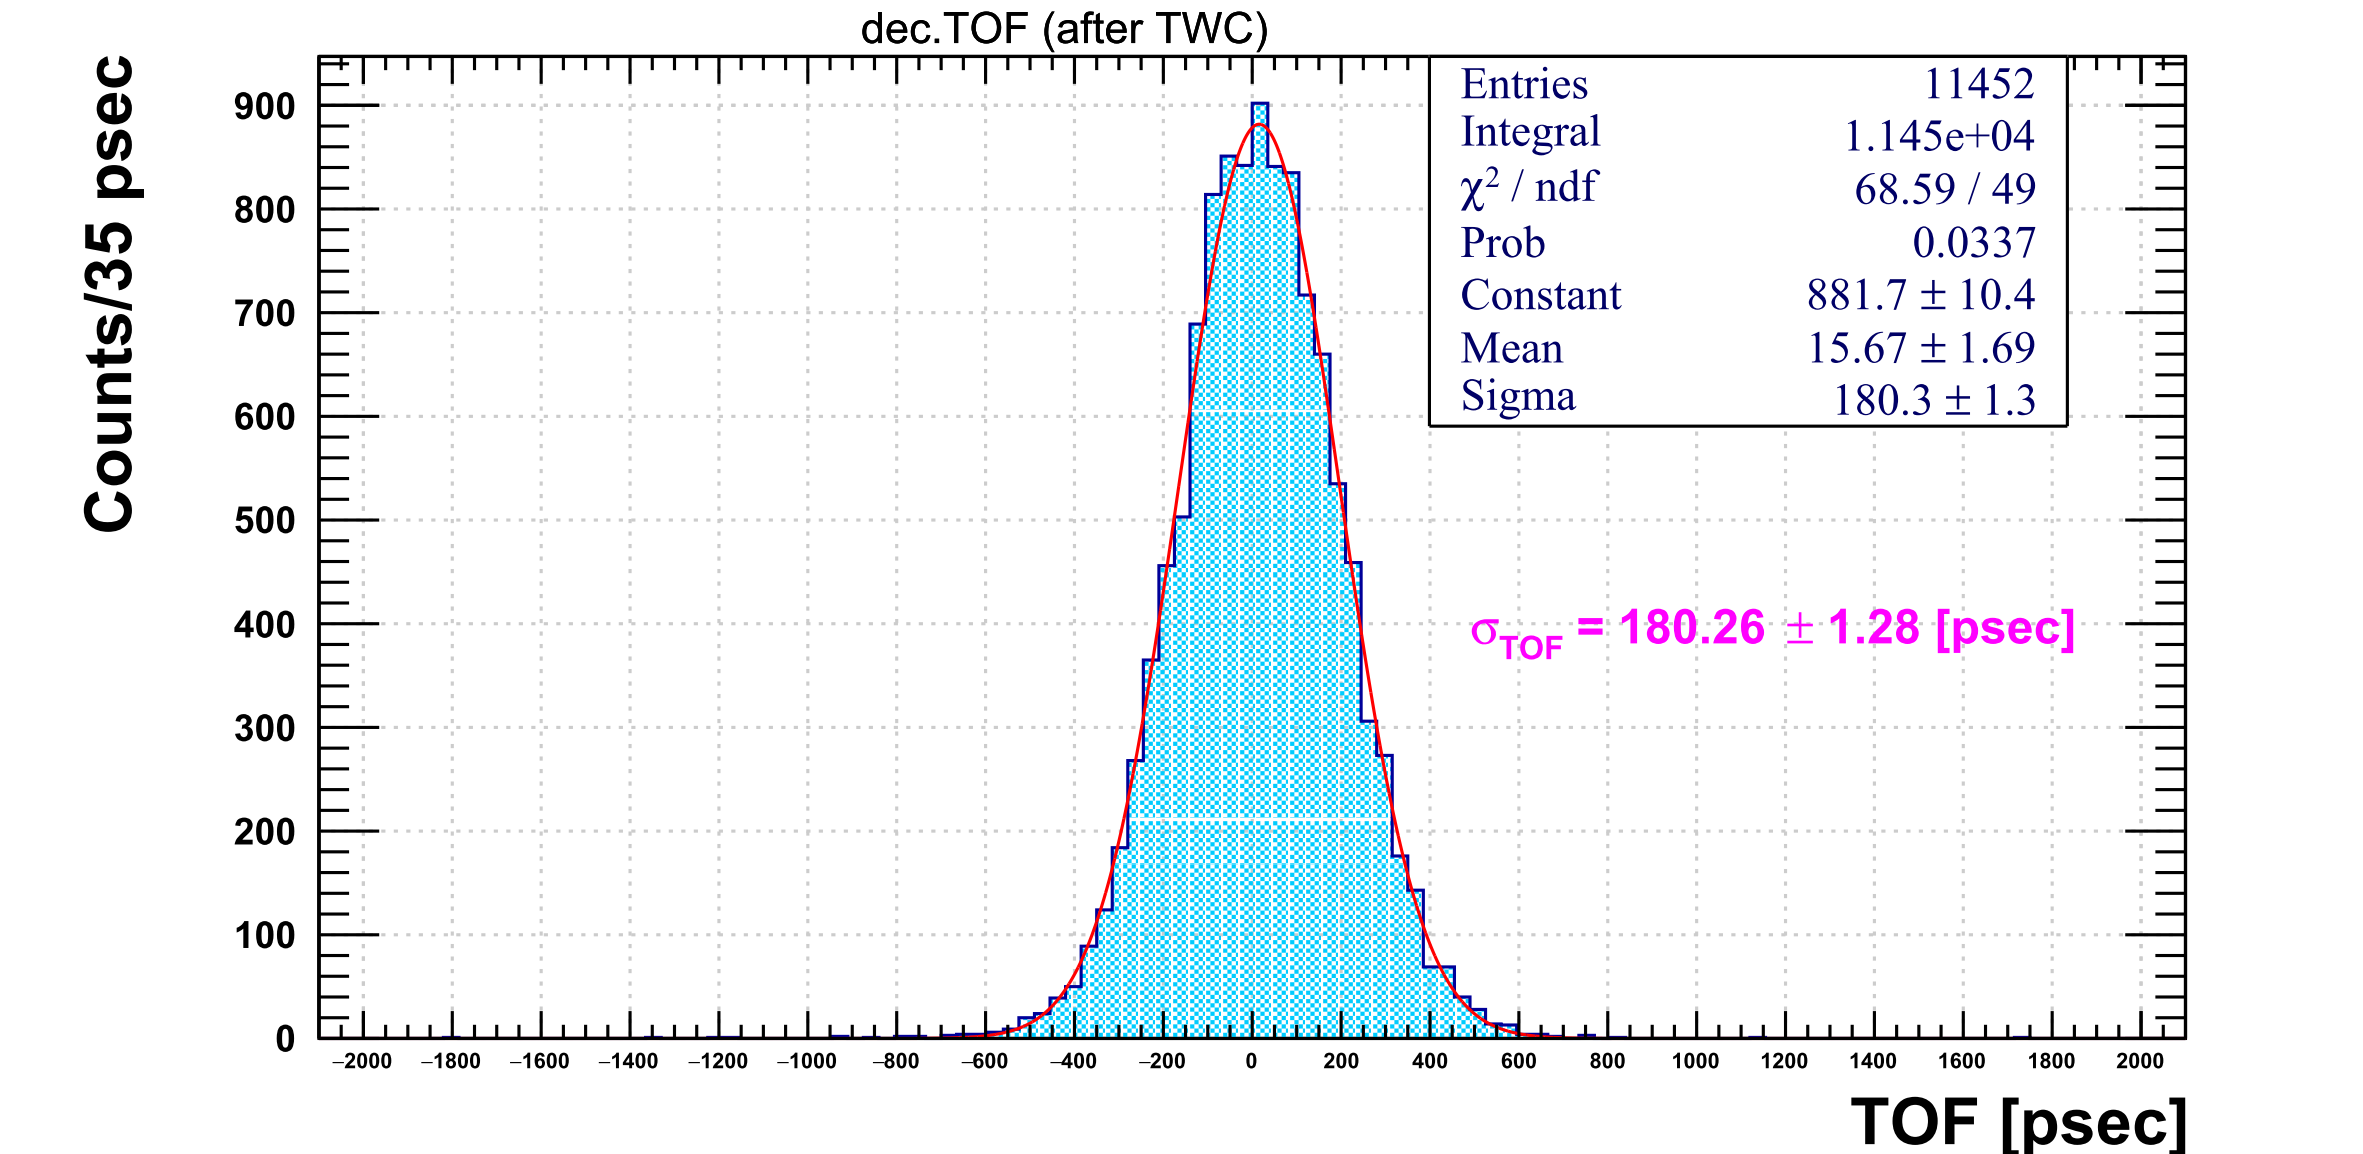 dec.TOF (after TWC)
Counts/35 psec
Entries 11452
Integral 1.145e+04
χ² / ndf 68.59 / 49
Prob 0.0337
Constant 881.7 ± 10.4
Mean 15.67 ± 1.69
Sigma 180.3 ± 1.3
σTOF = 180.26 ± 1.28 [psec]
900
800
700
600
500
400
300
200
100
0
−2000 −1800 −1600 −1400 −1200 −1000 −800 −600 −400 −200 0 200 400 600 800 1000 1200 1400 1600 1800 2000
TOF [psec]